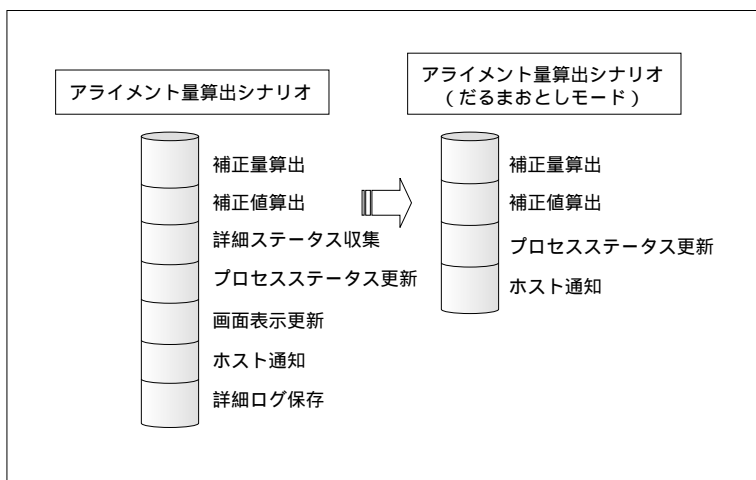 アライメント量算出シナリオ
補正量算出
補正値算出
詳細ステータス収集
プロセスステータス更新
画面表示更新
ホスト通知
詳細ログ保存
アライメント量算出シナリオ
(だるまおとしモード)
補正量算出
補正値算出
プロセスステータス更新
ホスト通知